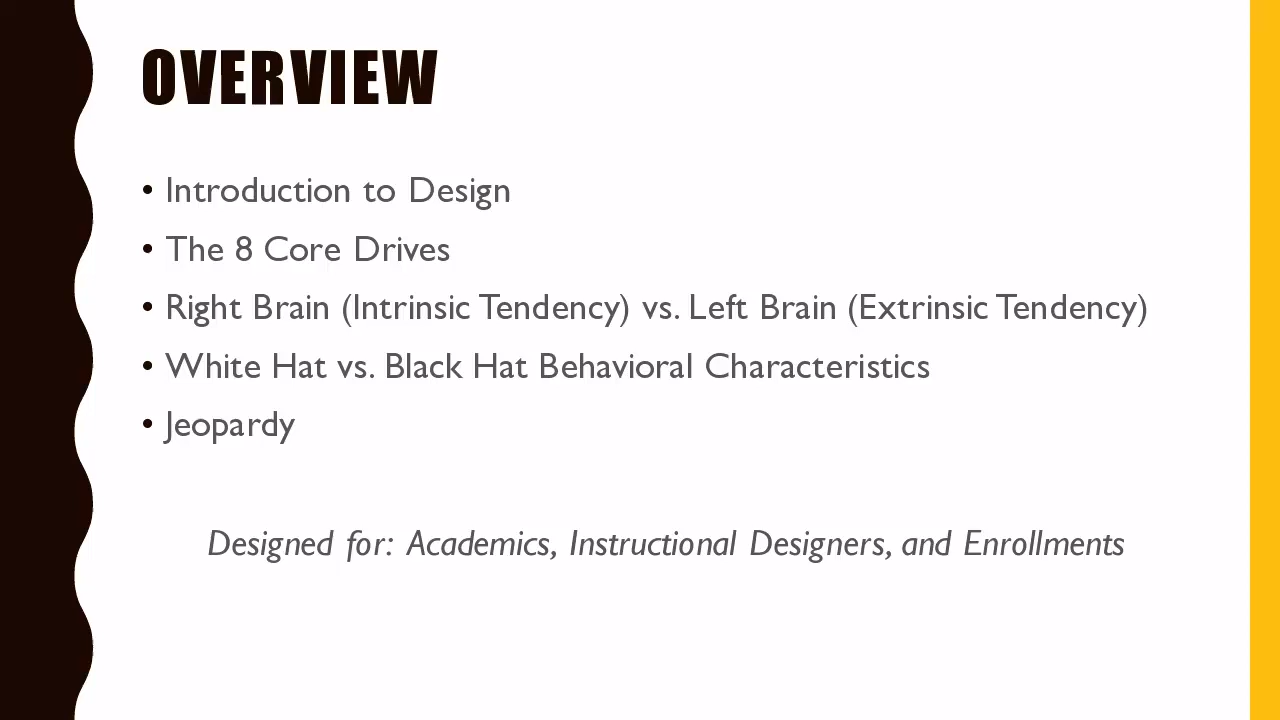 OVERVIEW
• Introduction to Design
• The 8 Core Drives
• Right Brain (Intrinsic Tendency) vs. Left Brain (Extrinsic Tendency)
• White Hat vs. Black Hat Behavioral Characteristics
• Jeopardy
Designed for: Academics, Instructional Designers, and Enrollments